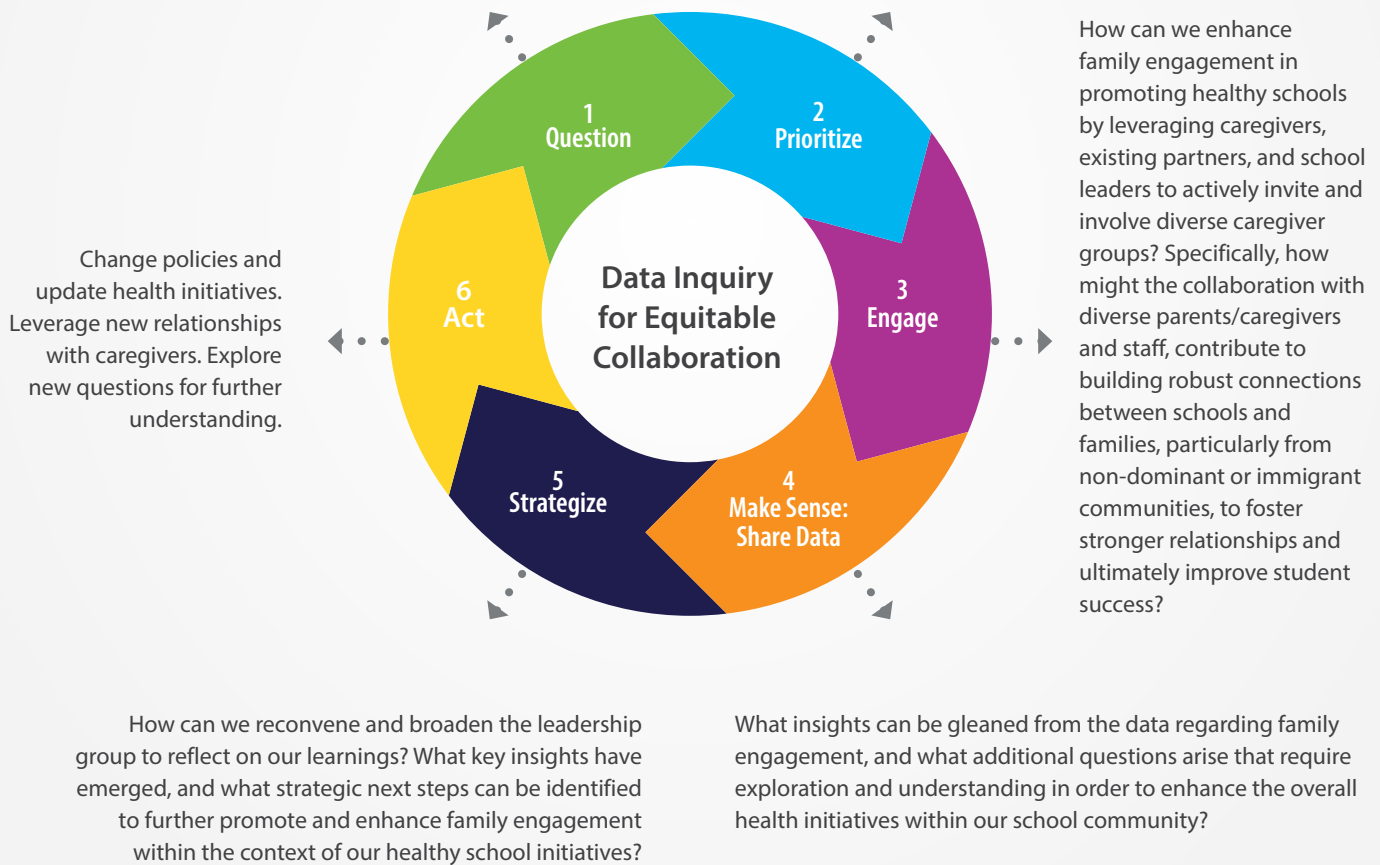 1
Question
2
Prioritize
3
Engage
4
Make Sense:
Share Data
5
Strategize
6
Act
Data Inquiry
for Equitable
Collaboration
How can we enhance
family engagement in
promoting healthy schools
by leveraging caregivers,
existing partners, and school
leaders to actively invite and
involve diverse caregiver
groups? Specifically, how
might the collaboration with
diverse parents/caregivers
and staff, contribute to
building robust connections
between schools and
families, particularly from
non-dominant or immigrant
communities, to foster
stronger relationships and
ultimately improve student
success?
What insights can be gleaned from the data regarding family
engagement, and what additional questions arise that require
exploration and understanding in order to enhance the overall
health initiatives within our school community?
How can we reconvene and broaden the leadership
group to reflect on our learnings? What key insights have
emerged, and what strategic next steps can be identified
to further promote and enhance family engagement
within the context of our healthy school initiatives?
Change policies and
update health initiatives.
Leverage new relationships
with caregivers. Explore
new questions for further
understanding.